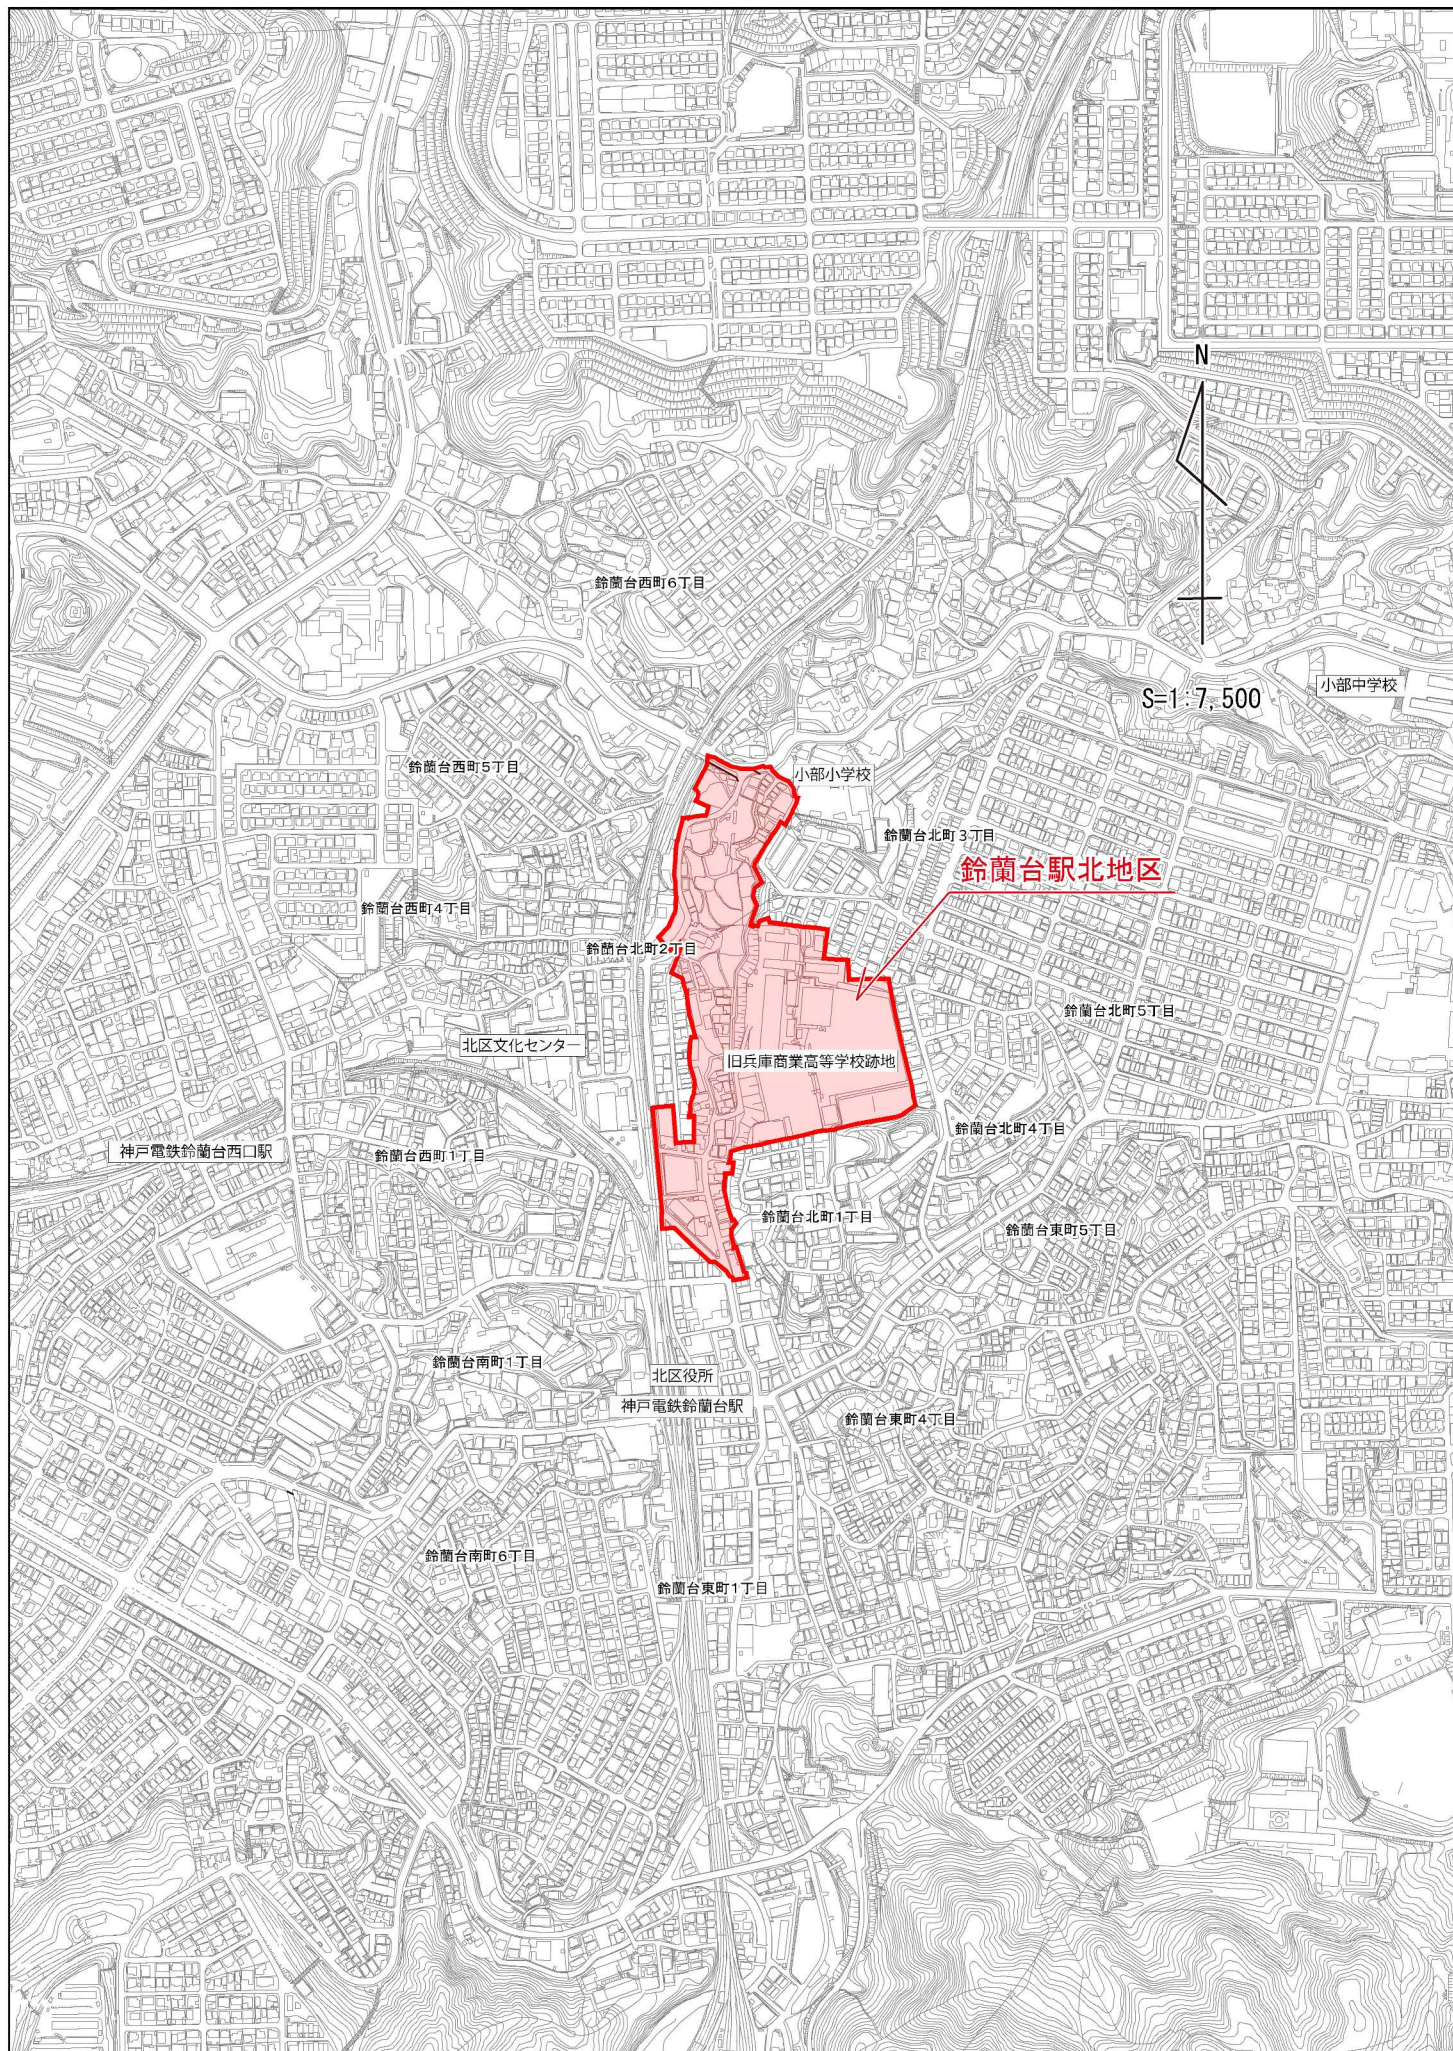 N
鈴蘭台西町6丁目
小部中学校
S=1:7,500
鈴蘭台西町5丁目
小部小学校
鈴蘭台北町3丁目
鈴蘭台駅北地区
鈴蘭台西町4丁目
鈴蘭台北町2丁目
鈴蘭台北町5丁目
北区文化センター
旧兵庫商業高等学校跡地
鈴蘭台北町4丁目
神戸電鉄鈴蘭台西口駅
鈴蘭台西町1丁目
鈴蘭台北町1丁目
鈴蘭台東町5丁目
鈴蘭台南町1丁目
北区役所
神戸電鉄鈴蘭台駅
鈴蘭台東町4丁目
鈴蘭台南町6丁目
鈴蘭台東町1丁目